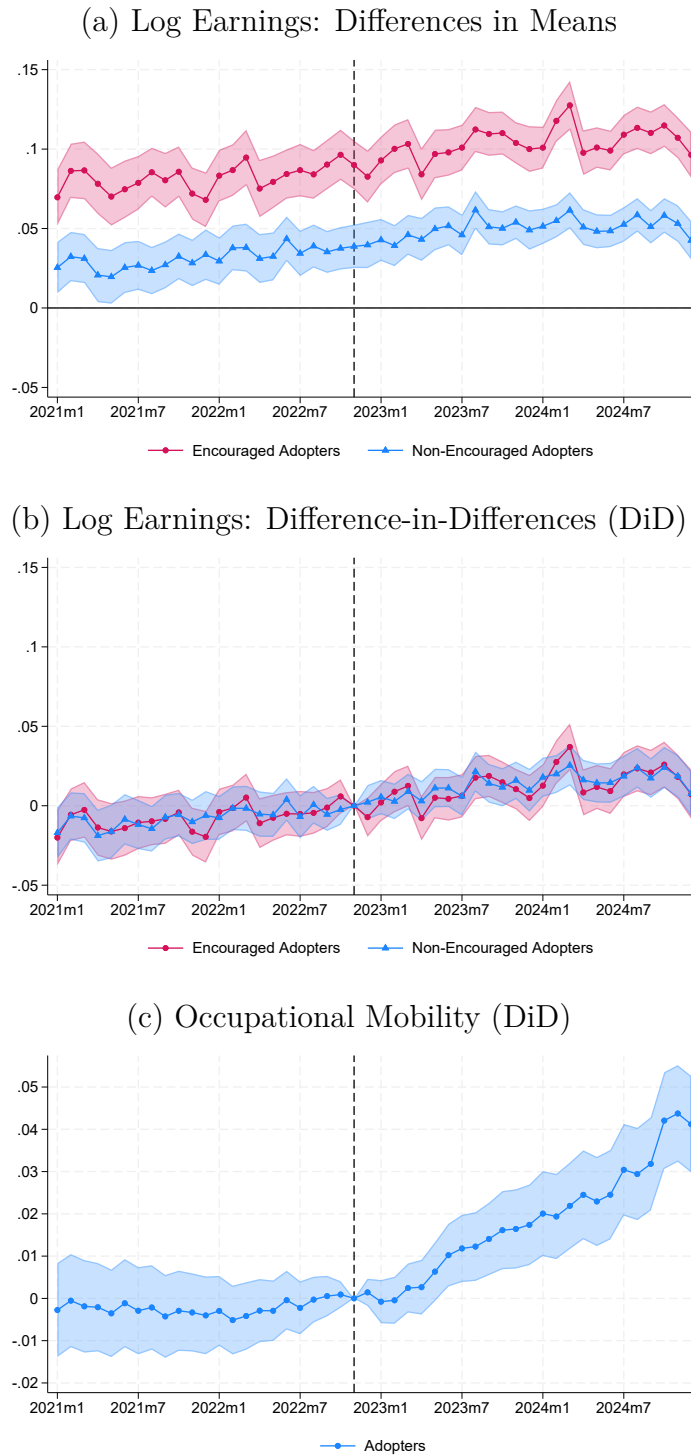 (a) Log Earnings: Differences in Means
.15
.1
.05
0
-.05
2021m1 2021m7 2022m1 2022m7 2023m1 2023m7 2024m1 2024m7
Encouraged Adopters Non-Encouraged Adopters
(b) Log Earnings: Difference-in-Differences (DiD)
.15
.1
.05
0
-.05
2021m1 2021m7 2022m1 2022m7 2023m1 2023m7 2024m1 2024m7
Encouraged Adopters Non-Encouraged Adopters
(c) Occupational Mobility (DiD)
.05
.04
.03
.02
.01
0
-.01
-.02
2021m1 2021m7 2022m1 2022m7 2023m1 2023m7 2024m1 2024m7
Adopters